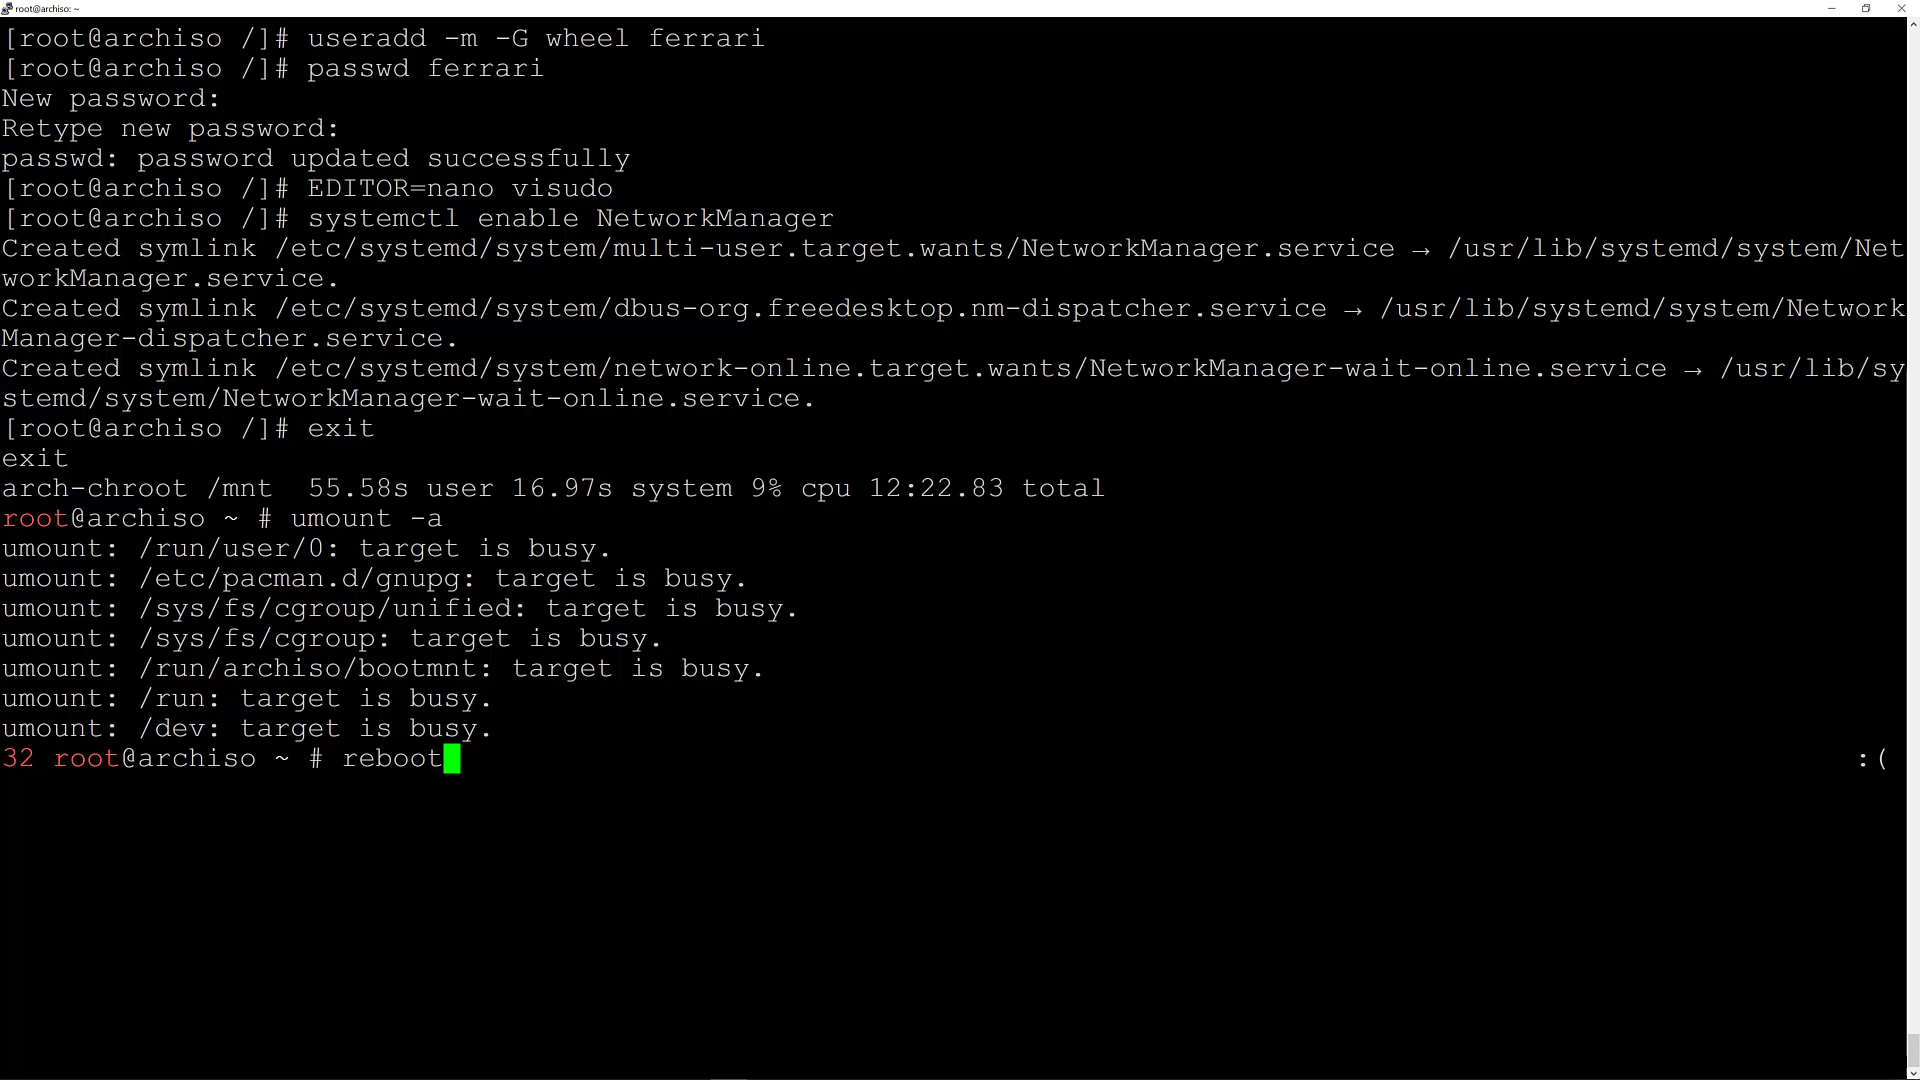 root@archiso: ~
[root@archiso /]# useradd -m -G wheel ferrari
[root@archiso /]# passwd ferrari
New password:
Retype new password:
passwd: password updated successfully
[root@archiso /]# EDITOR=nano visudo
[root@archiso /]# systemctl enable NetworkManager
Created symlink /etc/systemd/system/multi-user.target.wants/NetworkManager.service → /usr/lib/systemd/system/Net
workManager.service.
Created symlink /etc/systemd/system/dbus-org.freedesktop.nm-dispatcher.service → /usr/lib/systemd/system/Network
Manager-dispatcher.service.
Created symlink /etc/systemd/system/network-online.target.wants/NetworkManager-wait-online.service → /usr/lib/sy
stemd/system/NetworkManager-wait-online.service.
[root@archiso /]# exit
exit
arch-chroot /mnt  55.58s user 16.97s system 9% cpu 12:22.83 total
root@archiso ~ # umount -a
umount: /run/user/0: target is busy.
umount: /etc/pacman.d/gnupg: target is busy.
umount: /sys/fs/cgroup/unified: target is busy.
umount: /sys/fs/cgroup: target is busy.
umount: /run/archiso/bootmnt: target is busy.
umount: /run: target is busy.
umount: /dev: target is busy.
32 root@archiso ~ # reboot :(